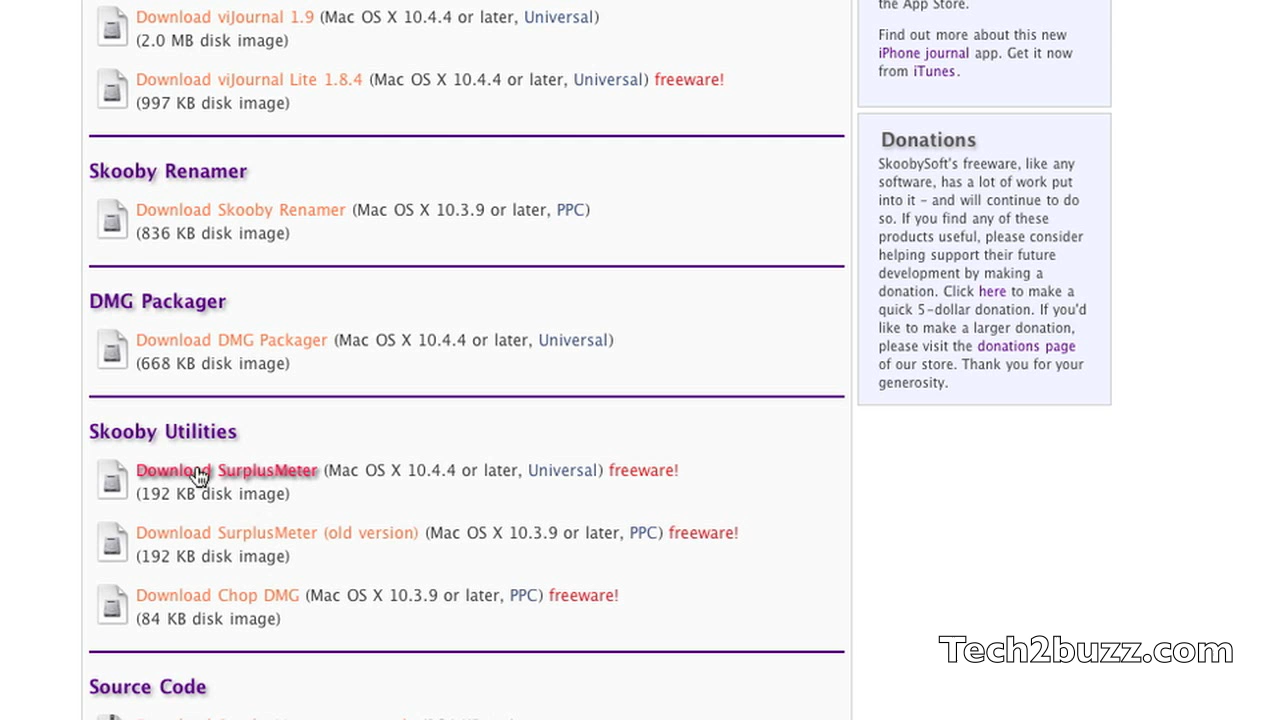 Download viJournal 1.9 (Mac OS X 10.4.4 or later, Universal)
(2.0 MB disk image)
Download viJournal Lite 1.8.4 (Mac OS X 10.4.4 or later, Universal) freeware!
(997 KB disk image)
Skooby Renamer
Download Skooby Renamer (Mac OS X 10.3.9 or later, PPC)
(836 KB disk image)
DMG Packager
Download DMG Packager (Mac OS X 10.4.4 or later, Universal)
(668 KB disk image)
Skooby Utilities
Download SurplusMeter (Mac OS X 10.4.4 or later, Universal) freeware!
(192 KB disk image)
Download SurplusMeter (old version) (Mac OS X 10.3.9 or later, PPC) freeware!
(192 KB disk image)
Download Chop DMG (Mac OS X 10.3.9 or later, PPC) freeware!
(84 KB disk image)
Source Code
the App Store.
Find out more about this new
iPhone journal app. Get it now
from iTunes.
Donations
SkoobySoft's freeware, like any
software, has a lot of work put
into it – and will continue to do
so. If you find any of these
products useful, please consider
helping support their future
development by making a
donation. Click here to make a
quick 5-dollar donation. If you'd
like to make a larger donation,
please visit the donations page
of our store. Thank you for your
generosity.
Tech2buzz.com